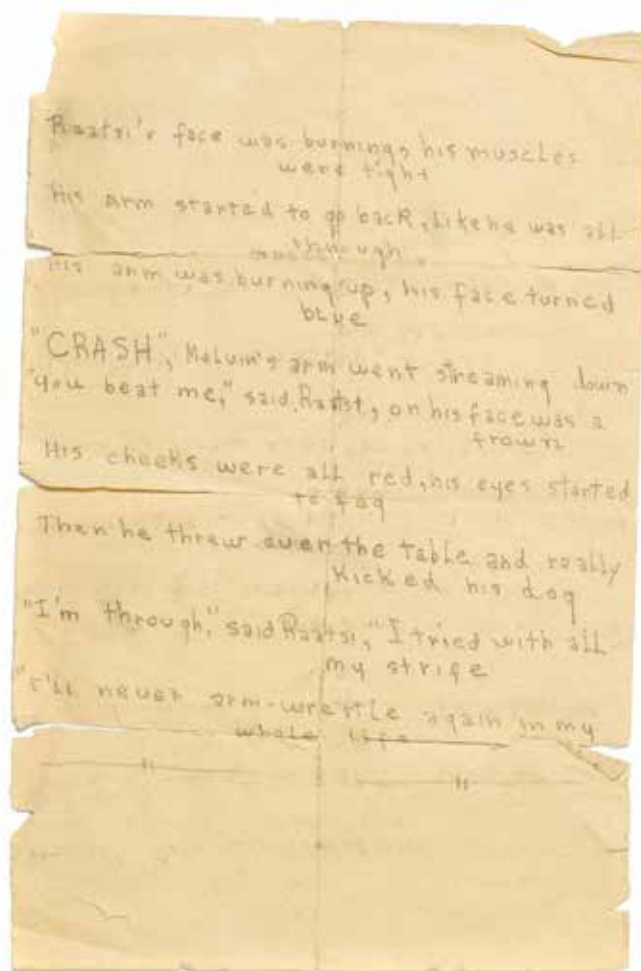 Raatsi's face was burning, his muscles
were tight
His arm started to go back, Like he was all
through.
His arm was burning up, his face turned
blue
"CRASH", Melvin's arm went streaming down
"You beat me," said Raatsi, on his face was a
frown
His cheeks were all red, his eyes started
to fog
Then he threw over the table and really
kicked his dog
"I'm through," said Raatsi, "I tried with all
my strife
"I'll never arm-wrestle again in my
whole life